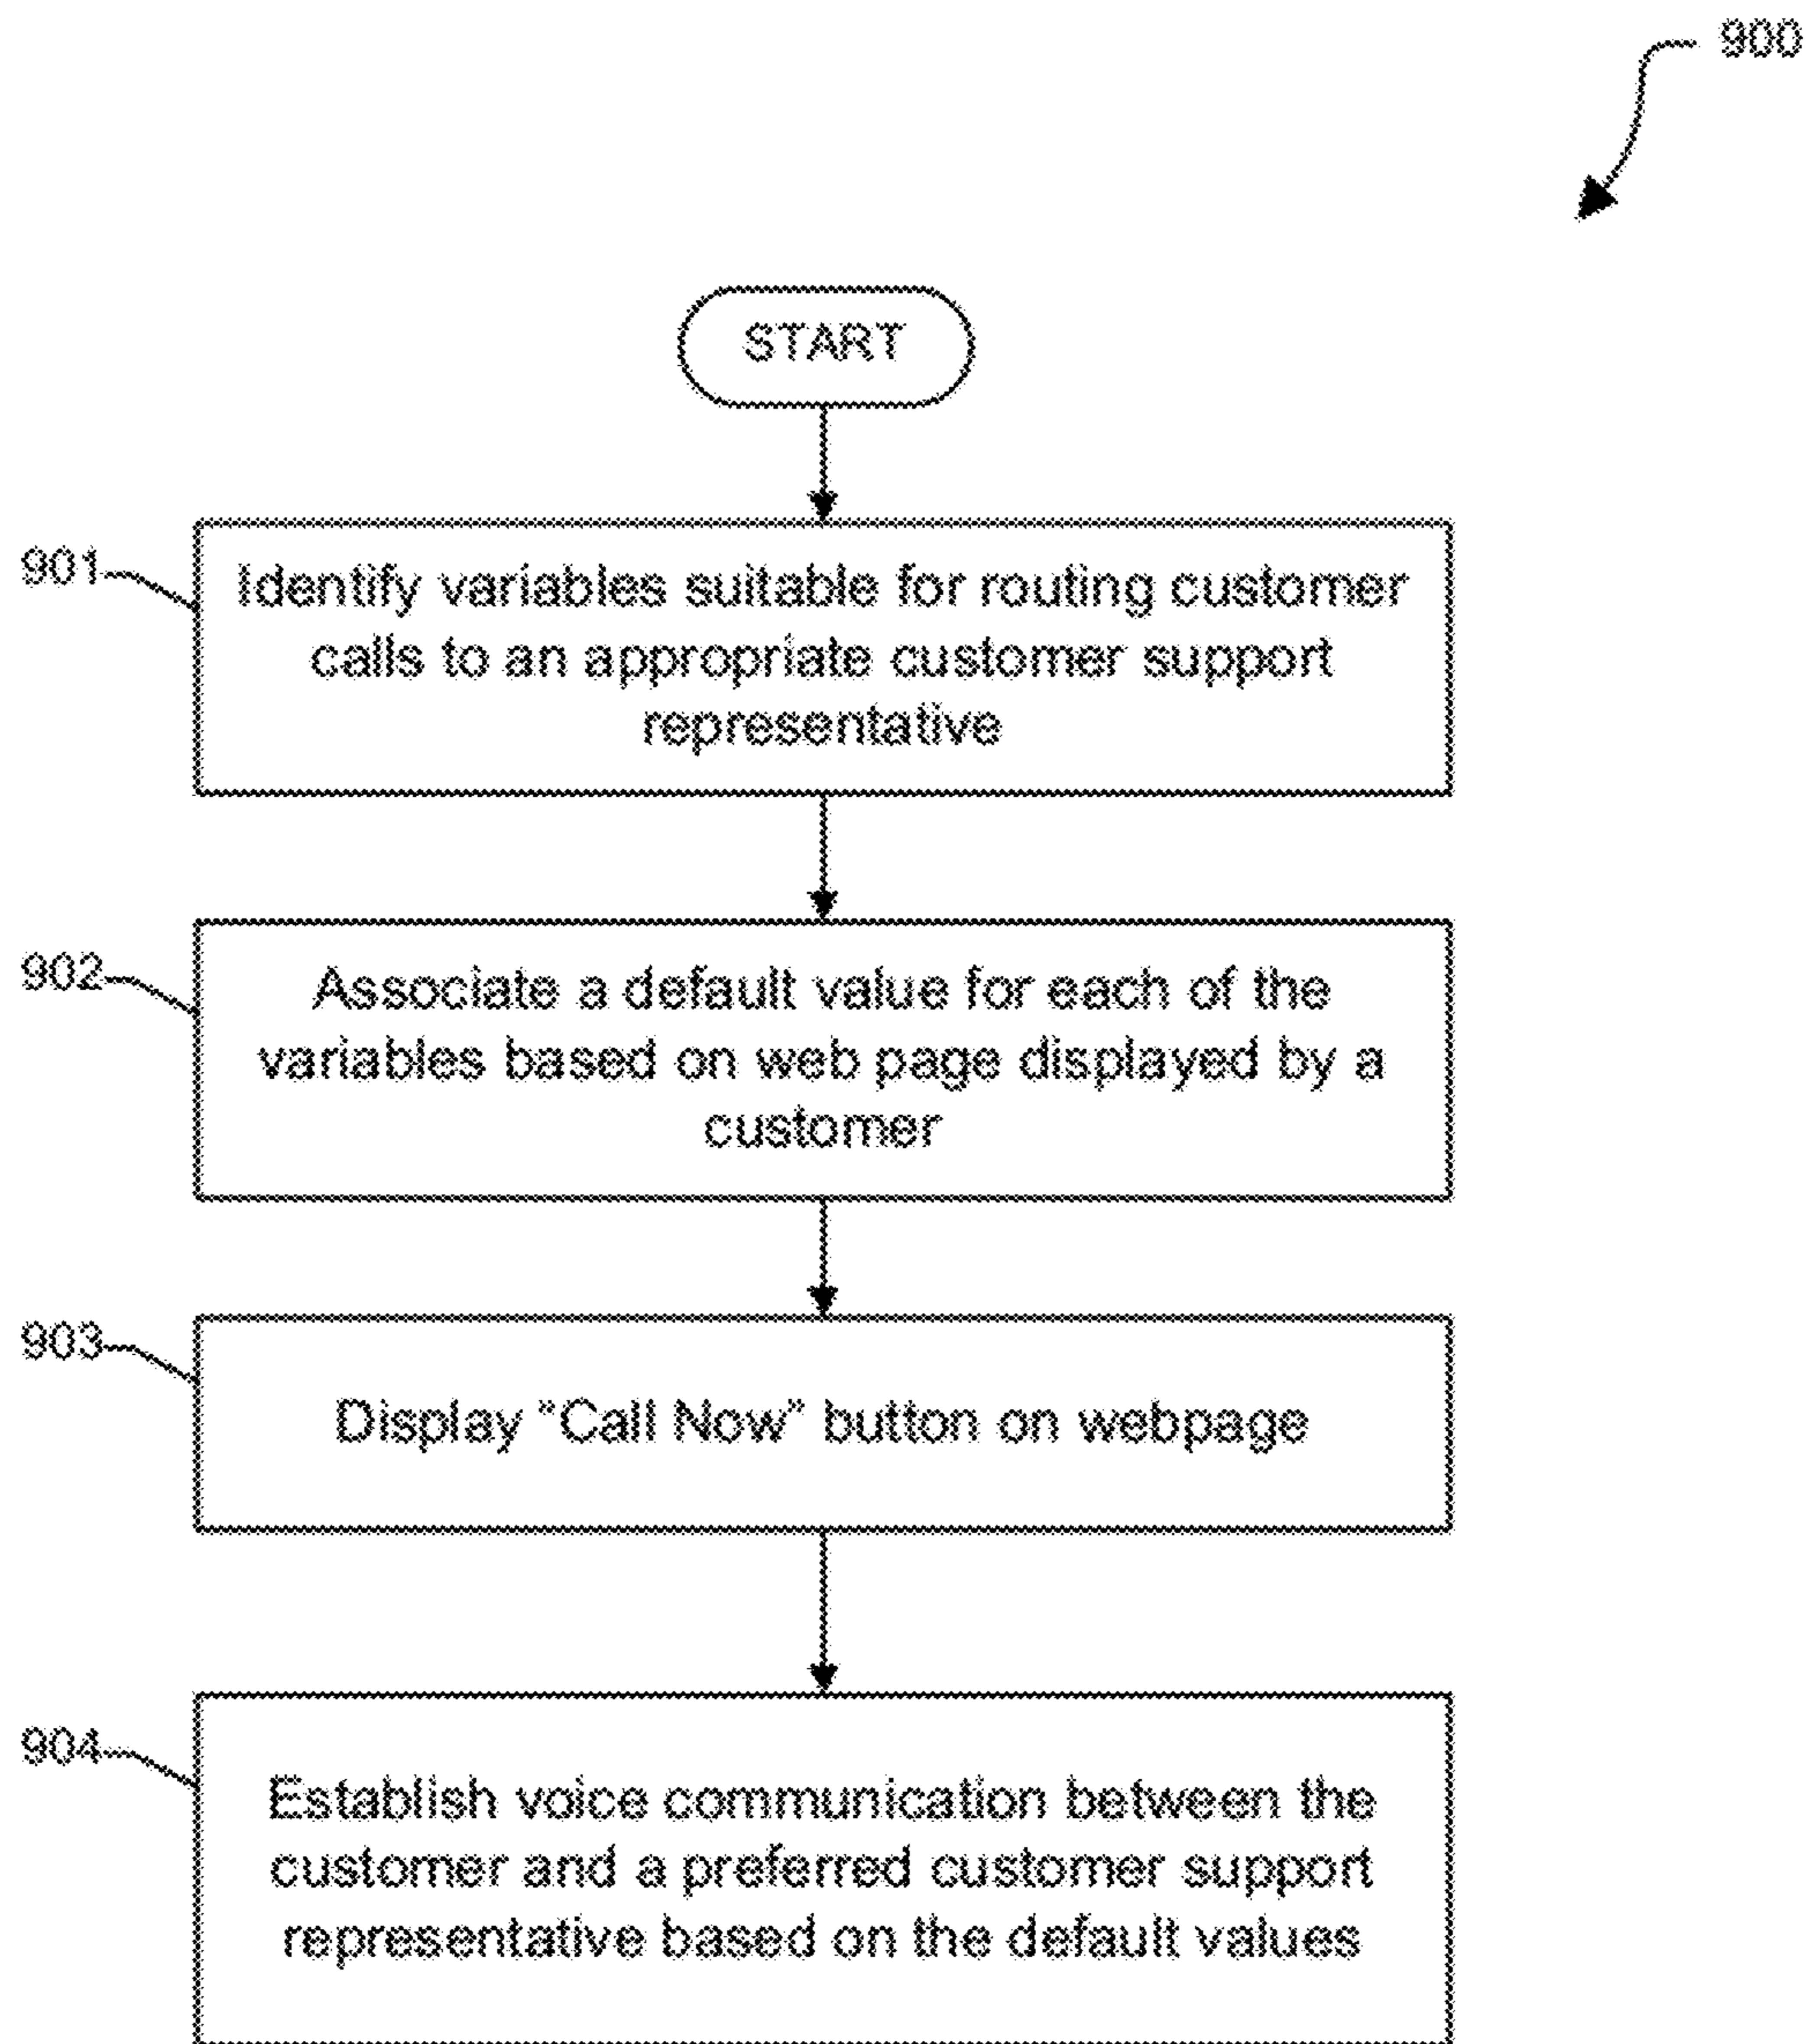 900
START
901
Identify variables suitable for routing customer
calls to an appropriate customer support
representative
902
Associate a default value for each of the
variables based on web page displayed by a
customer
903
Display “Call Now” button on webpage
904
Establish voice communication between the
customer and a preferred customer support
representative based on the default values